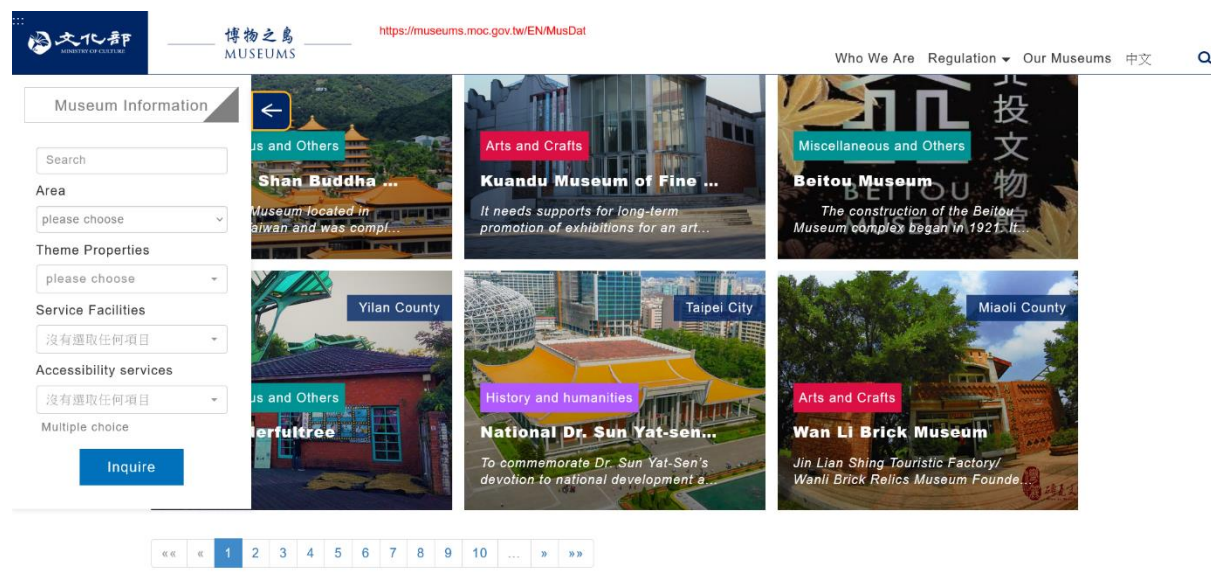 :::
文化部
MINISTRY OF CULTURE
博物之島
MUSEUMS
https://museums.moc.gov.tw/EN/MusDat
Who We Are Regulation Our Museums 中文
Museum Information
Search
Area
please choose
Theme Properties
please choose
Service Facilities
沒有選取任何項目
Accessibility services
沒有選取任何項目
Multiple choice
Inquire
us and Others
Shan Buddha ...
Museum located in
aiwan and was compl...
Arts and Crafts
Kuandu Museum of Fine ...
It needs supports for long-term
promotion of exhibitions for an art...
北投文物館
BEITOU
MUSEUM
Miscellaneous and Others
Beitou Museum
The construction of the Beitou
Museum complex began in 1921. It...
Yilan County
us and Others
derfultree
Taipei City
History and humanities
National Dr. Sun Yat-sen...
To commemorate Dr. Sun Yat-Sen's
devotion to national development a...
Miaoli County
Arts and Crafts
Wan Li Brick Museum
Jin Lian Shing Touristic Factory/
Wanli Brick Relics Museum Founde...
«« « 1 2 3 4 5 6 7 8 9 10 ... » »»